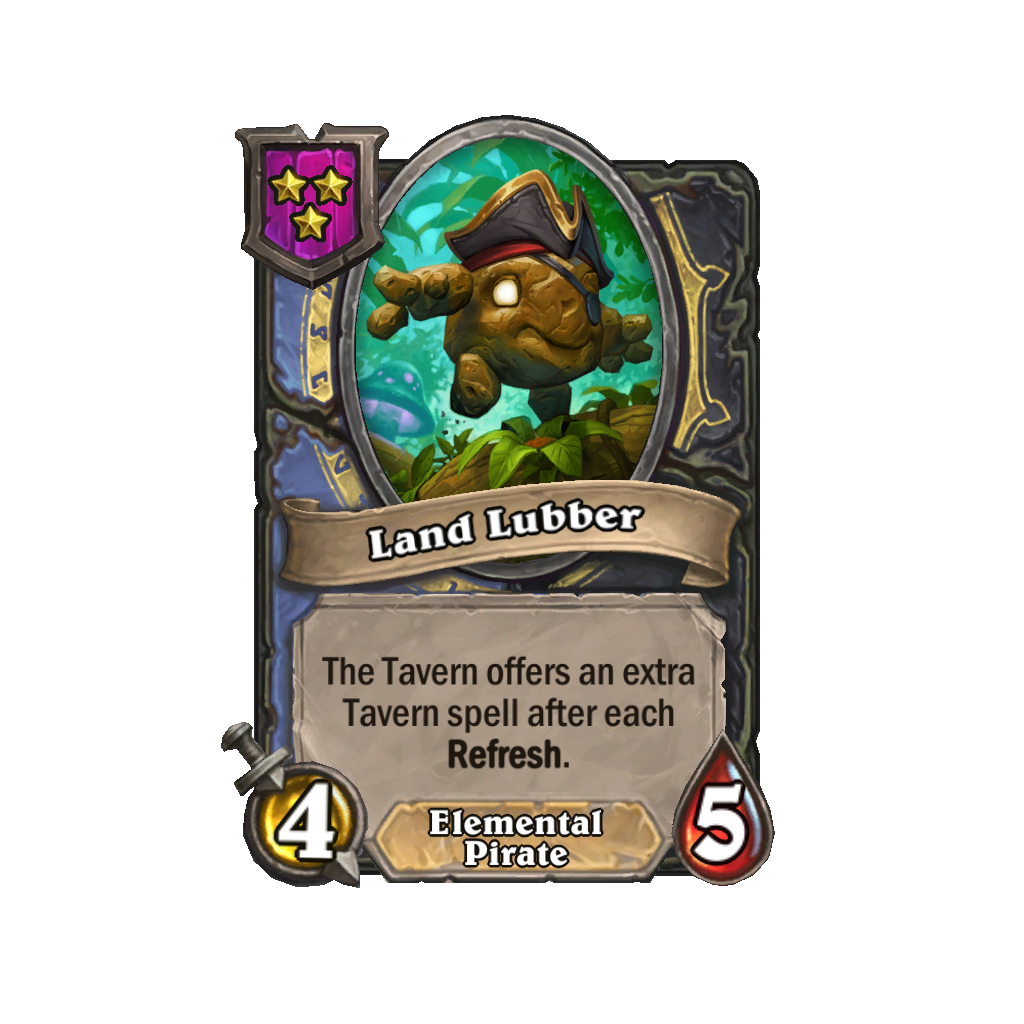 Land Lubber
The Tavern offers an extra
Tavern spell after each
Refresh.
4
Elemental
Pirate
5